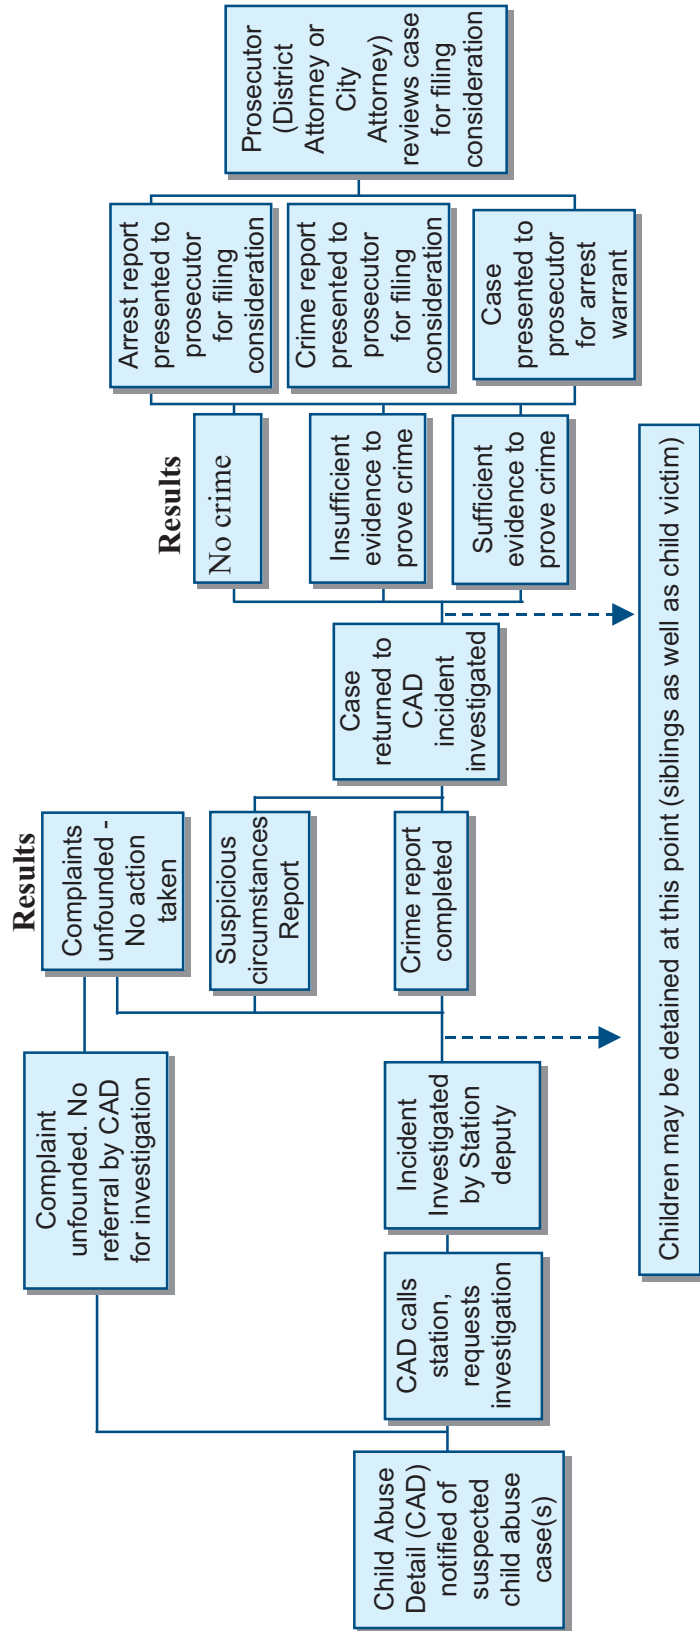 Child Abuse
Detail (CAD)
notified of
suspected
child abuse
case(s)
Complaint
unfounded. No
referral by CAD
for investigation
CAD calls
station,
requests
investigation
Incident
Investigated
by Station
deputy
Results
Complaints
unfounded -
No action
taken
Suspicious
circumstances
Report
Crime report
completed
Case
returned to
CAD
incident
investigated
Results
No crime
Insufficient
evidence to
prove crime
Sufficient
evidence to
prove crime
Arrest report
presented to
prosecutor
for filing
consideration
Crime report
presented to
prosecutor
for filing
consideration
Case
presented to
prosecutor
for arrest
warrant
Prosecutor
(District
Attorney or
City
Attorney)
reviews case
for filing
consideration
Children may be detained at this point (siblings as well as child victim)